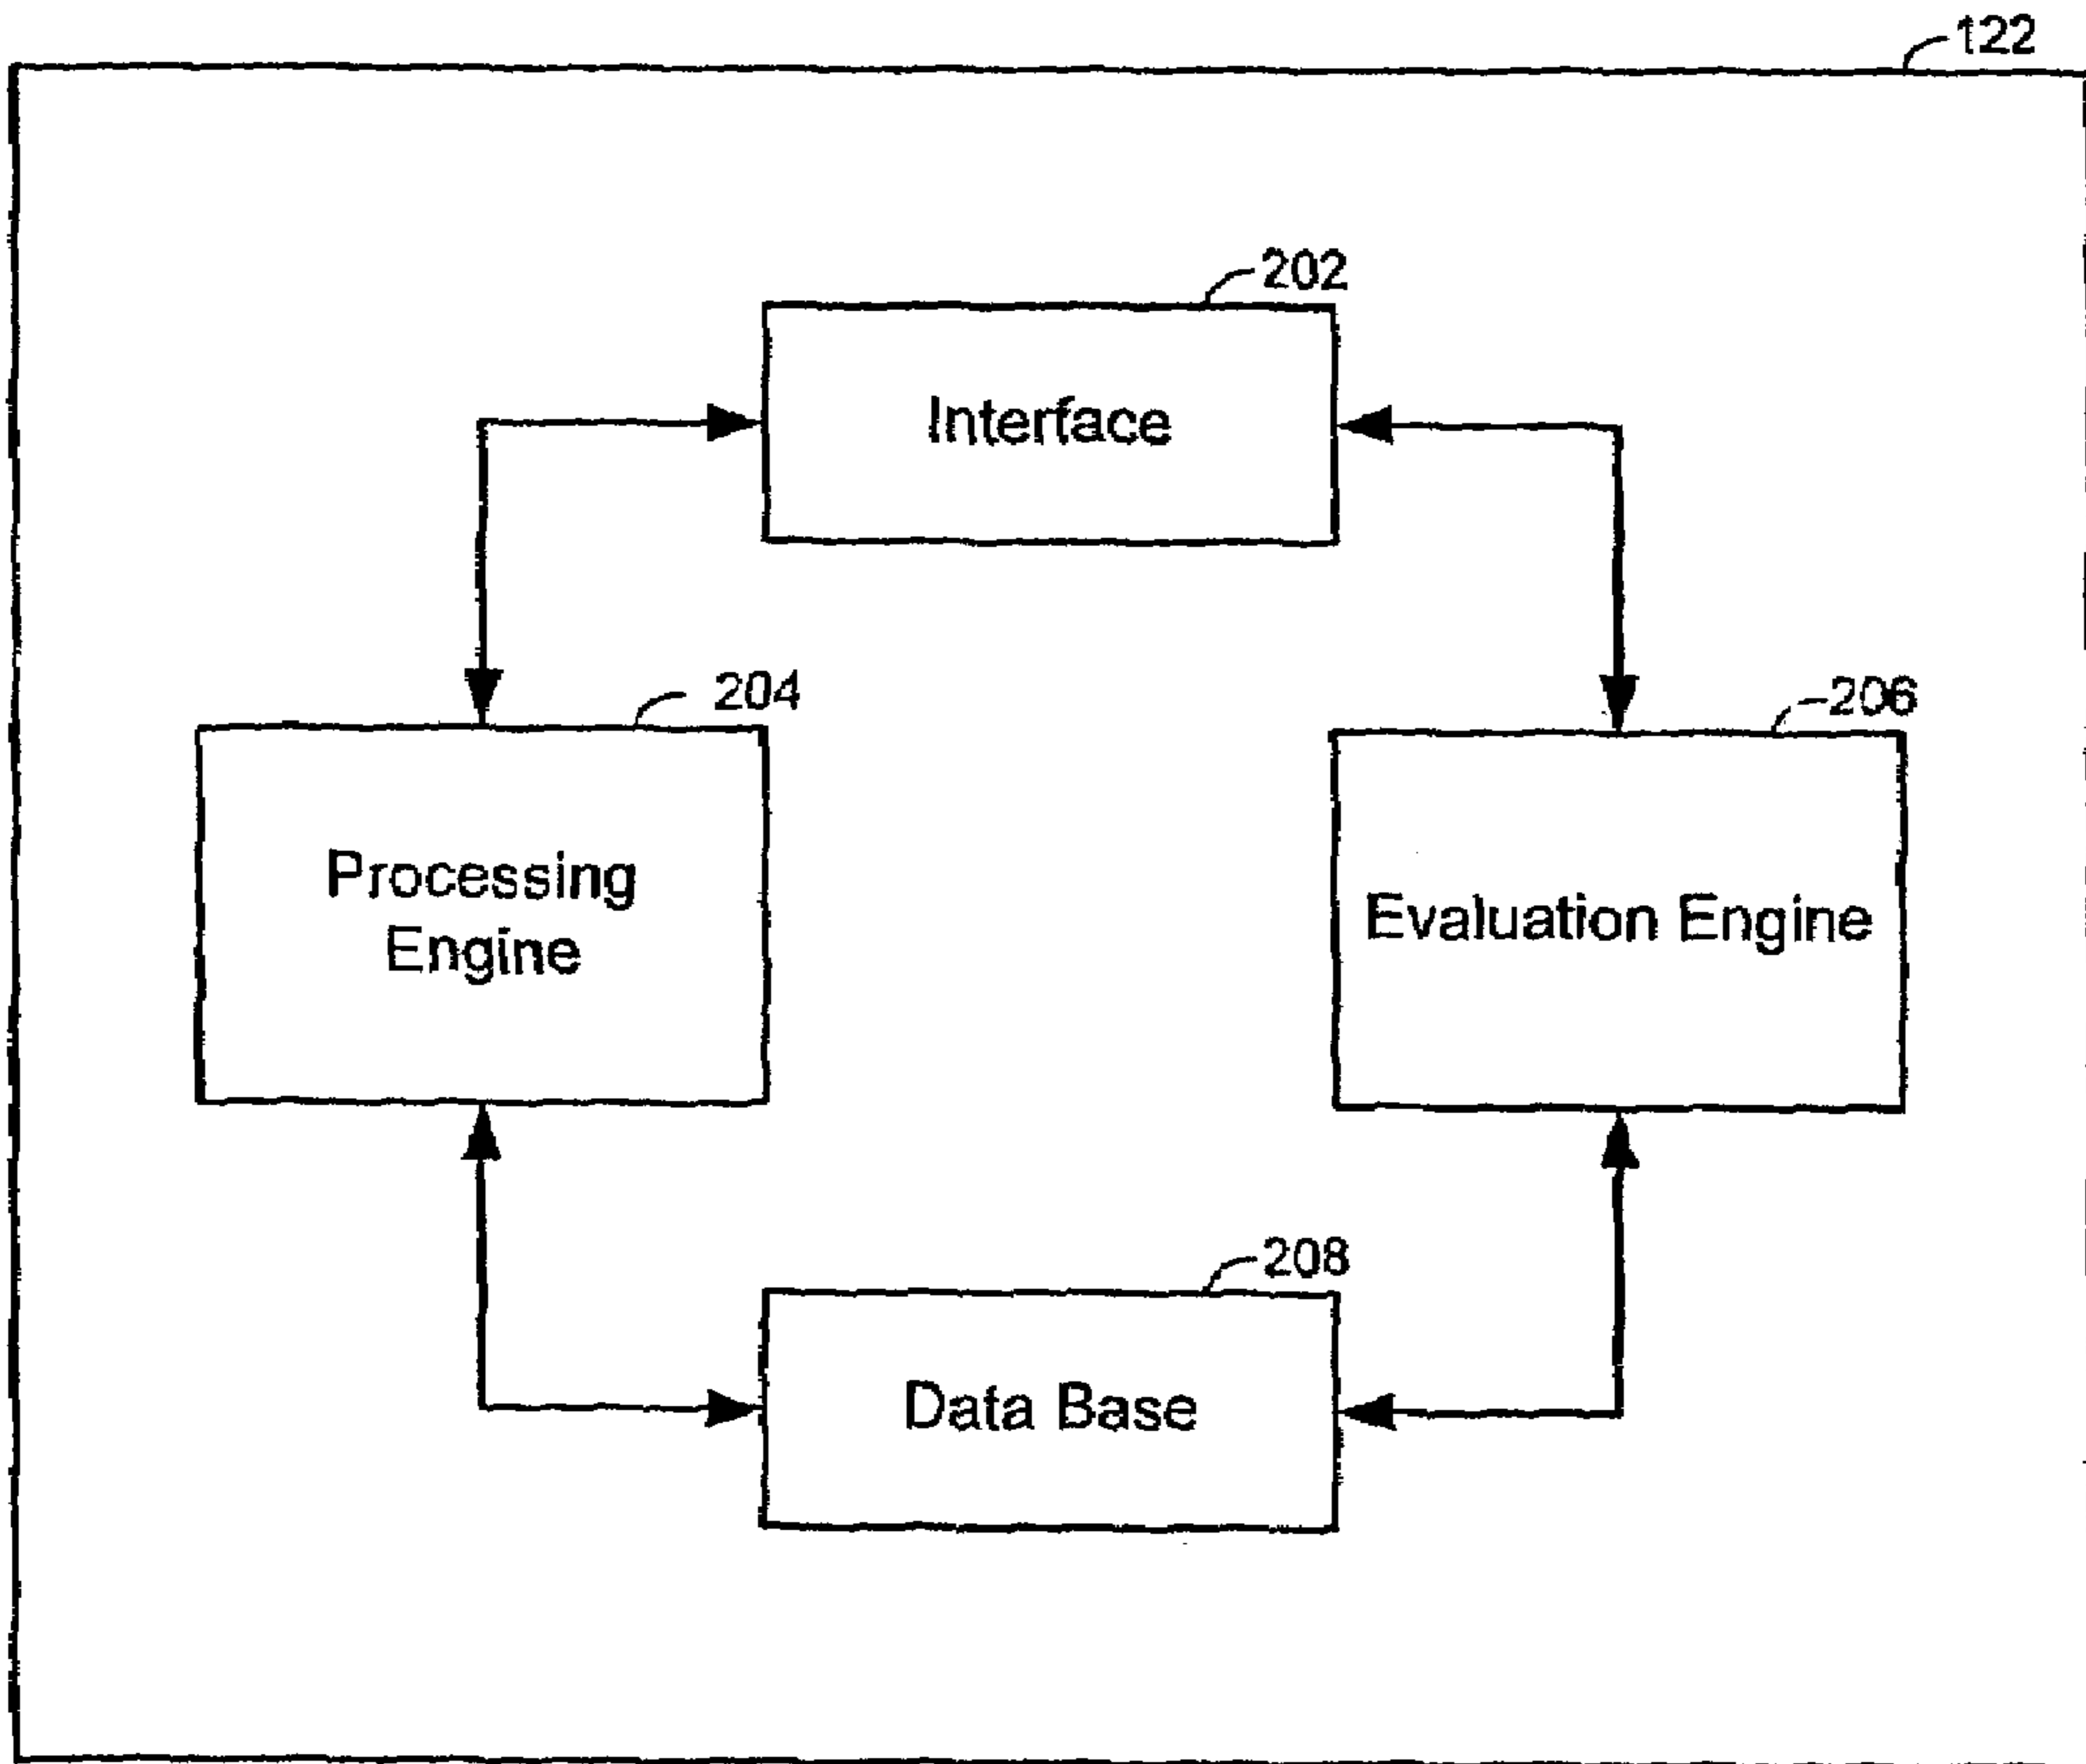 122
202
Interface
204
206
Processing
Engine
Evaluation Engine
208
Data Base